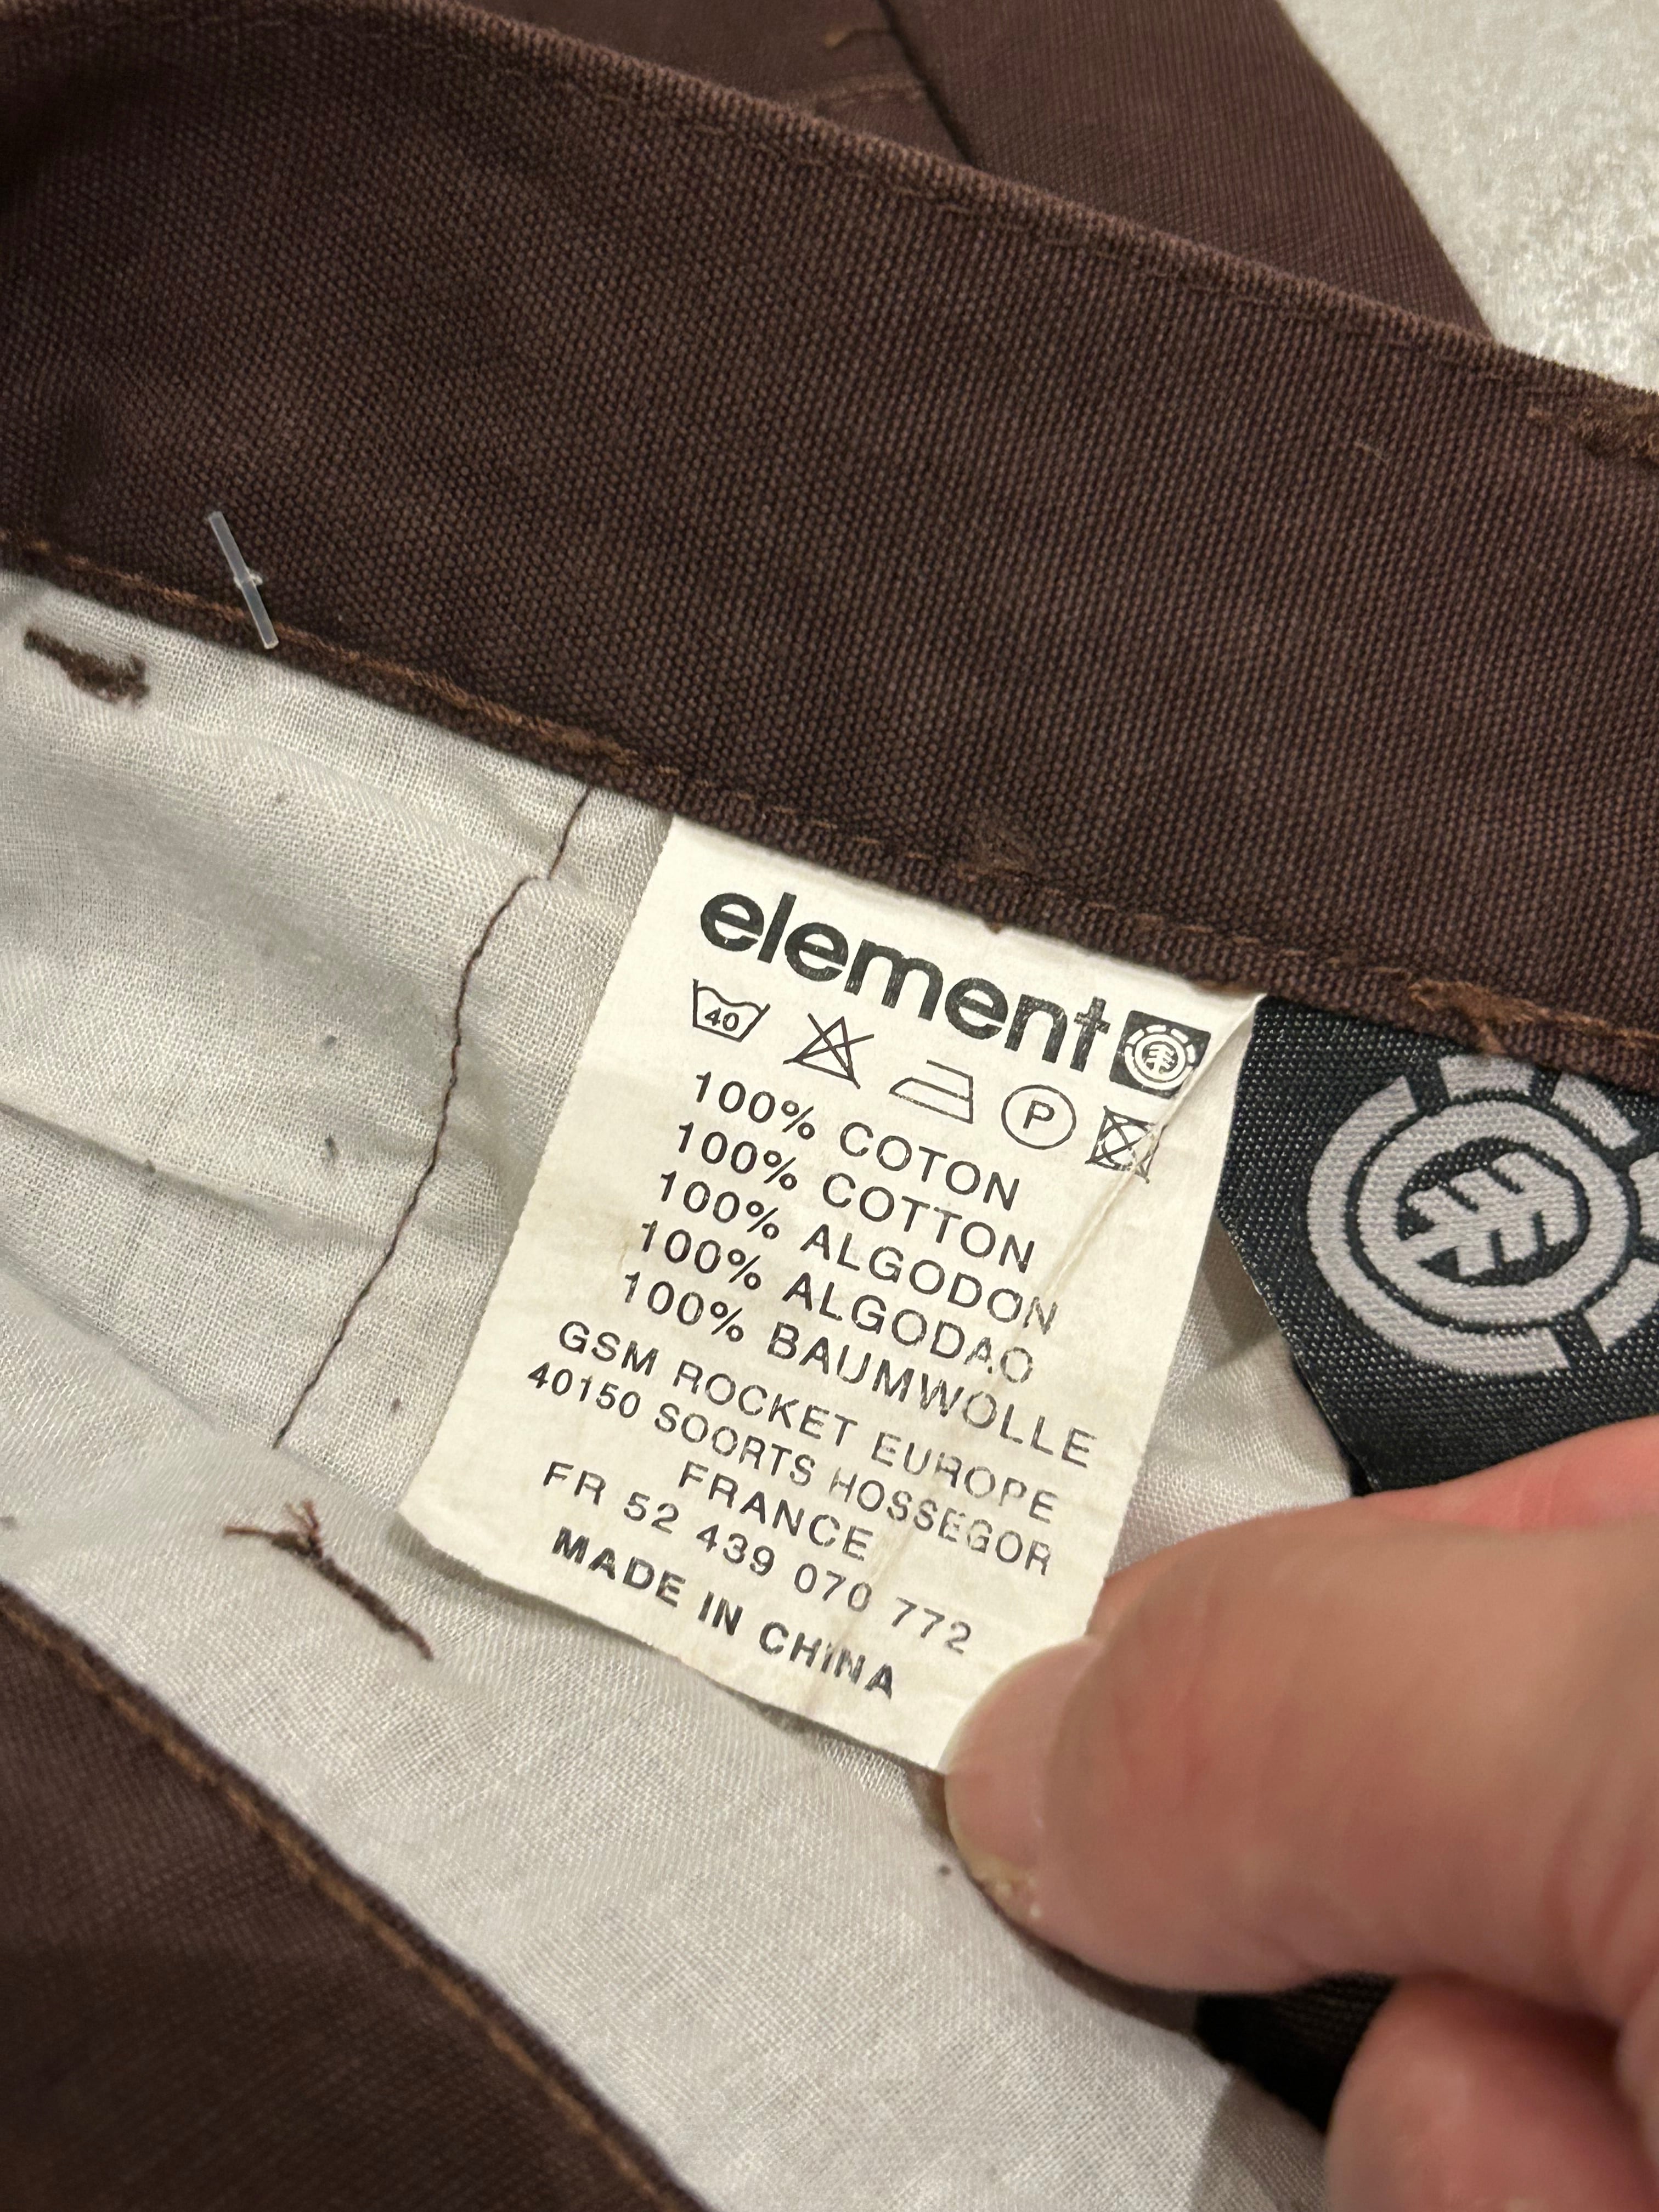 element
40
P
100% COTON
100% COTTON
100% ALGODON
100% ALGODAO
100% BAUMWOLLE
GSM ROCKET EUROPE
40150 SOORTS HOSSEGOR
FRANCE
FR 52 439 070 772
MADE IN CHINA